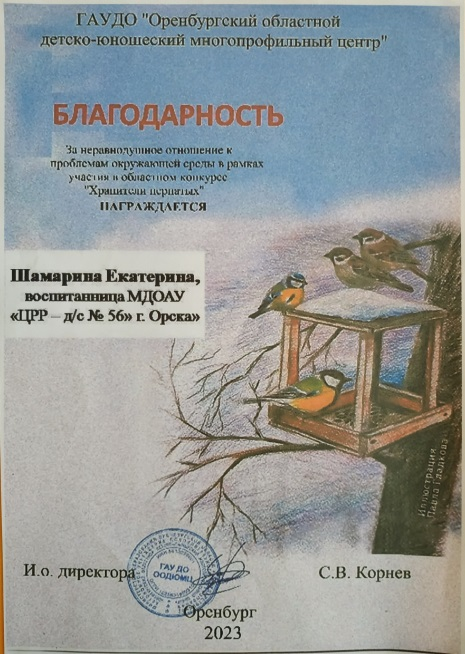 ГАУДО "Оренбургский областной
детско-юношеский многопрофильный центр"
БЛАГОДАРНОСТЬ
За неравнодушное отношение к
проблемам окружающей среды в рамках
участия в областном конкурсе
"Хранители пернатых"
НАГРАЖДАЕТСЯ
Шамарина Екатерина,
воспитанница МДОАУ
«ЦРР – д/с № 56» г. Орска»
Иллюстрация
Павла Гладкова
И.о. директора
ГАУ ДО
ООДЮМЦ
С.В. Корнев
Оренбург
2023